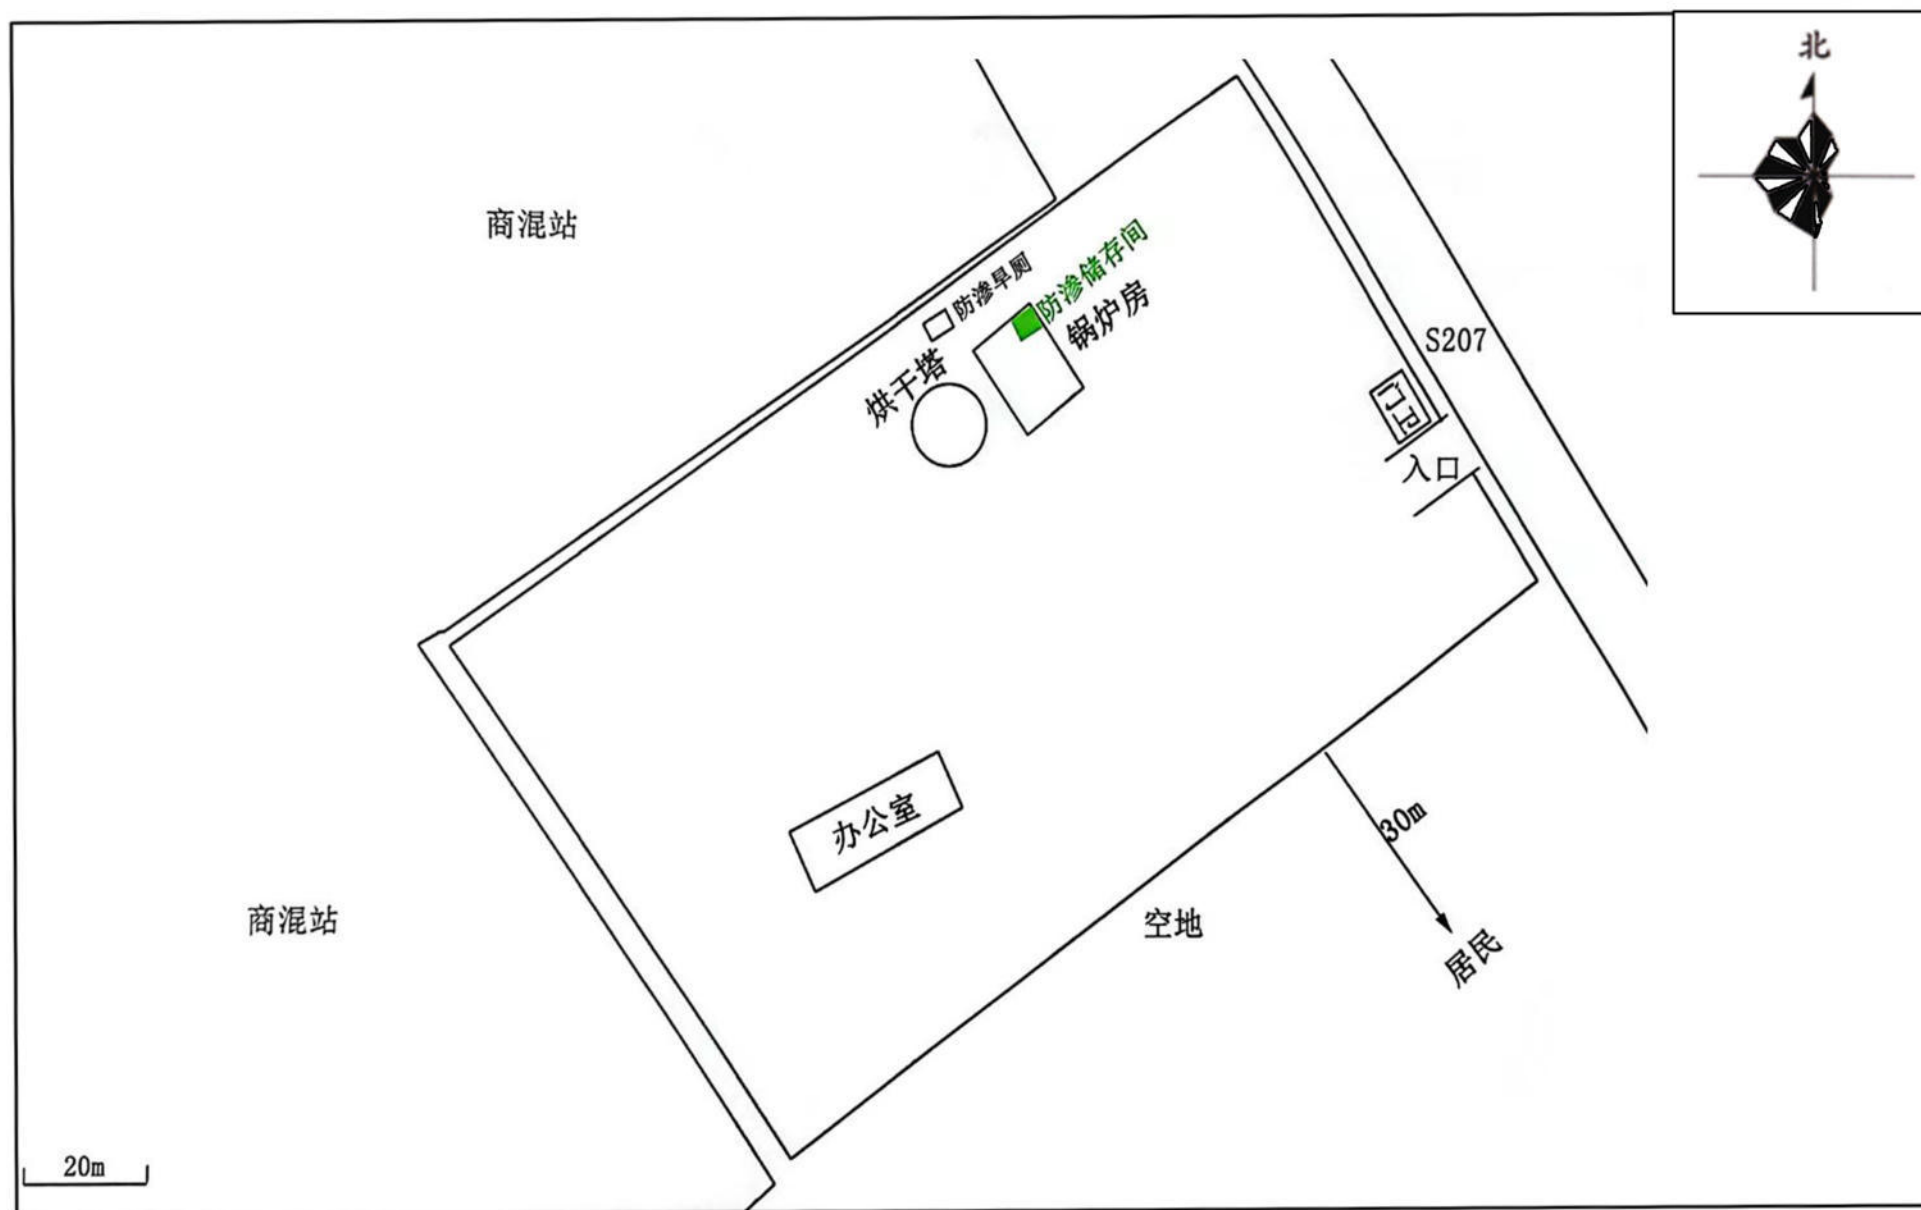 北
商混站
防渗旱厕
防渗储存间
锅炉房
烘干塔
S207
门卫
入口
办公室
30m
商混站
空地
居民
20m